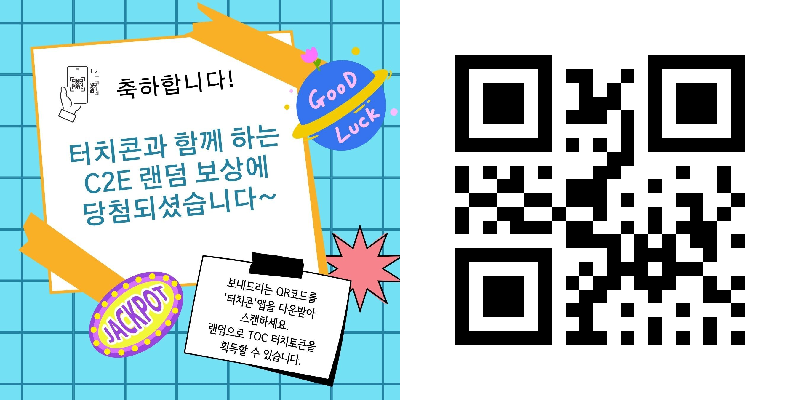 축하합니다!
GOOD
Luck
터치콘과 함께 하는
C2E 랜덤 보상에
당첨되셨습니다~
JACKPOT
보내드리는 QR코드를
'터치콘'앱을 다운받아
스캔하세요.
랜덤으로 TOC 터치토큰을
획득할 수 있습니다.